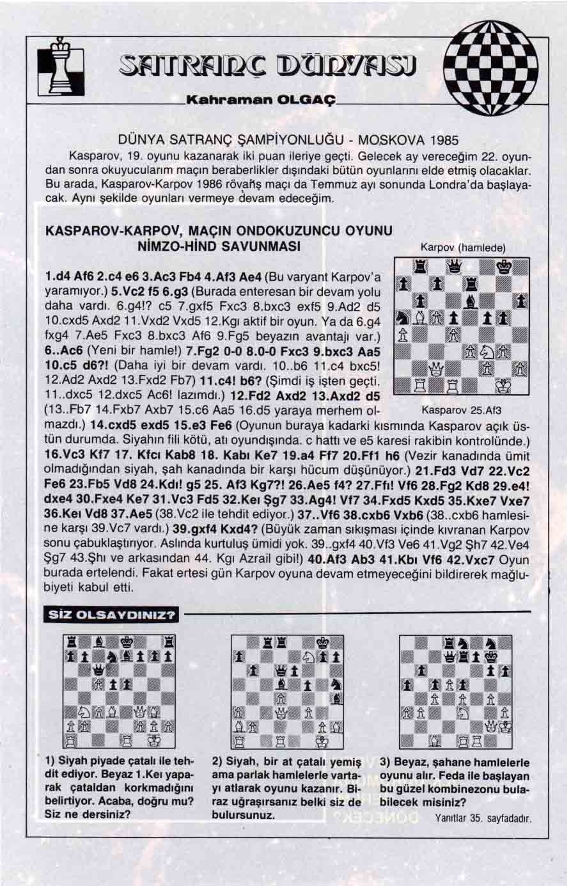 SATRANÇ DÜNYASI
Kahraman OLGAÇ
DÜNYA SATRANÇ ŞAMPİYONLUĞU - MOSKOVA 1985
Kasparov, 19. oyunu kazanarak iki puan ileriye geçti. Gelecek ay vereceğim 22. oyun-
dan sonra okuyucularım maçın beraberlikler dışındaki bütün oyunlarını elde etmiş olacaklar.
Bu arada, Kasparov-Karpov 1986 rövanş maçı da Temmuz ayı sonunda Londra'da başlaya-
cak. Aynı şekilde oyunları vermeye devam edeceğim.
KASPAROV-KARPOV, MAÇIN ONDOKUZUNCU OYUNU
NİMZO-HİND SAVUNMASI
Karpov (hamlede)
1.d4 Af6 2.c4 e6 3.Ac3 Fb4 4.Af3 Ae4 (Bu varyant Karpov'a
yaramıyor.) 5.Vc2 f5 6.g3 (Burada enteresan bir devam yolu
daha vardı. 6.g4!? c5 7.gxf5 Fxc3 8.bxc3 exf5 9.Ad2 d5
10.cxd5 Axd2 11.Vxd2 Vxd5 12.Kgı aktif bir oyun. Ya da 6.g4
fxg4 7.Ae5 Fxc3 8.bxc3 Af6 9.Fg5 beyazın avantajı var.)
6..Ac6 (Yeni bir hamle!) 7.Fg2 0-0 8.0-0 Fxc3 9.bxc3 Aa5
10.c5 d6?! (Daha iyi bir devam vardı. 10..b6 11.c4 bxc5!
12.Ad2 Axd2 13.Fxd2 Fb7) 11.c4! b6? (Şimdi iş işten geçti.
11..dxc5 12.dxc5 Ac6! lazımdı.) 12.Fd2 Axd2 13.Axd2 d5
(13..Fb7 14.Fxb7 Axb7 15.c6 Aa5 16.d5 yaraya merhem ol-
Kasparov 25.Af3
mazdı.) 14.cxd5 exd5 15.e3 Fe6 (Oyunun buraya kadarki kısmında Kasparov açık üs-
tün durumda. Siyahın fili kötü, atı oyundışında. c hattı ve e5 karesi rakibin kontrolünde.)
16.Vc3 Kf7 17. Kfcı Kab8 18. Kabı Ke7 19.a4 Ff7 20.Ff1 h6 (Vezir kanadında ümit
olmadığından siyah, şah kanadında bir karşı hücum düşünüyor.) 21.Fd3 Vd7 22.Vc2
Fe6 23.Fb5 Vd8 24.Kdı! g5 25. Af3 Kg7?! 26.Ae5 f4? 27.Ffı! Vf6 28.Fg2 Kd8 29.e4!
dxe4 30.Fxe4 Ke7 31.Vc3 Fd5 32.Keı Şg7 33.Ag4! Vf7 34.Fxd5 Kxd5 35.Kxe7 Vxe7
36.Keı Vd8 37.Ae5 (38.Vc2 ile tehdit ediyor.) 37..Vf6 38.cxb6 Vxb6 (38..cxb6 hamlesi-
ne karşı 39.Vc7 vardı.) 39.gxf4 Kxd4? (Büyük zaman sıkışması içinde kıvranan Karpov
sonu çabuklaştırıyor. Aslında kurtuluş ümidi yok. 39..gxf4 40.Vf3 Ve6 41.Vg2 Şh7 42.Ve4
Şg7 43.Şhı ve arkasından 44. Kgı Azrail gibi!) 40.Af3 Ab3 41.Kbı Vf6 42.Vxc7 Oyun
burada ertelendi. Fakat ertesi gün Karpov oyuna devam etmeyeceğini bildirerek mağlu-
biyeti kabul etti.
SİZ OLSAYDINIZ?
1) Siyah piyade çatalı ile teh-
dit ediyor. Beyaz 1.Keı yapa-
rak çataldan korkmadığını
belirtiyor. Acaba, doğru mu?
Siz ne dersiniz?
2) Siyah, bir at çatalı yemiş
ama parlak hamlelerle varta-
yı atlarak oyunu kazanır. Bi-
raz uğraşırsanız belki siz de
bulursunuz.
3) Beyaz, şahane hamlelerle
oyunu alır. Feda ile başlayan
bu güzel kombinezonu bula-
bilecek misiniz?
Yanıtlar 35. sayfadadır.